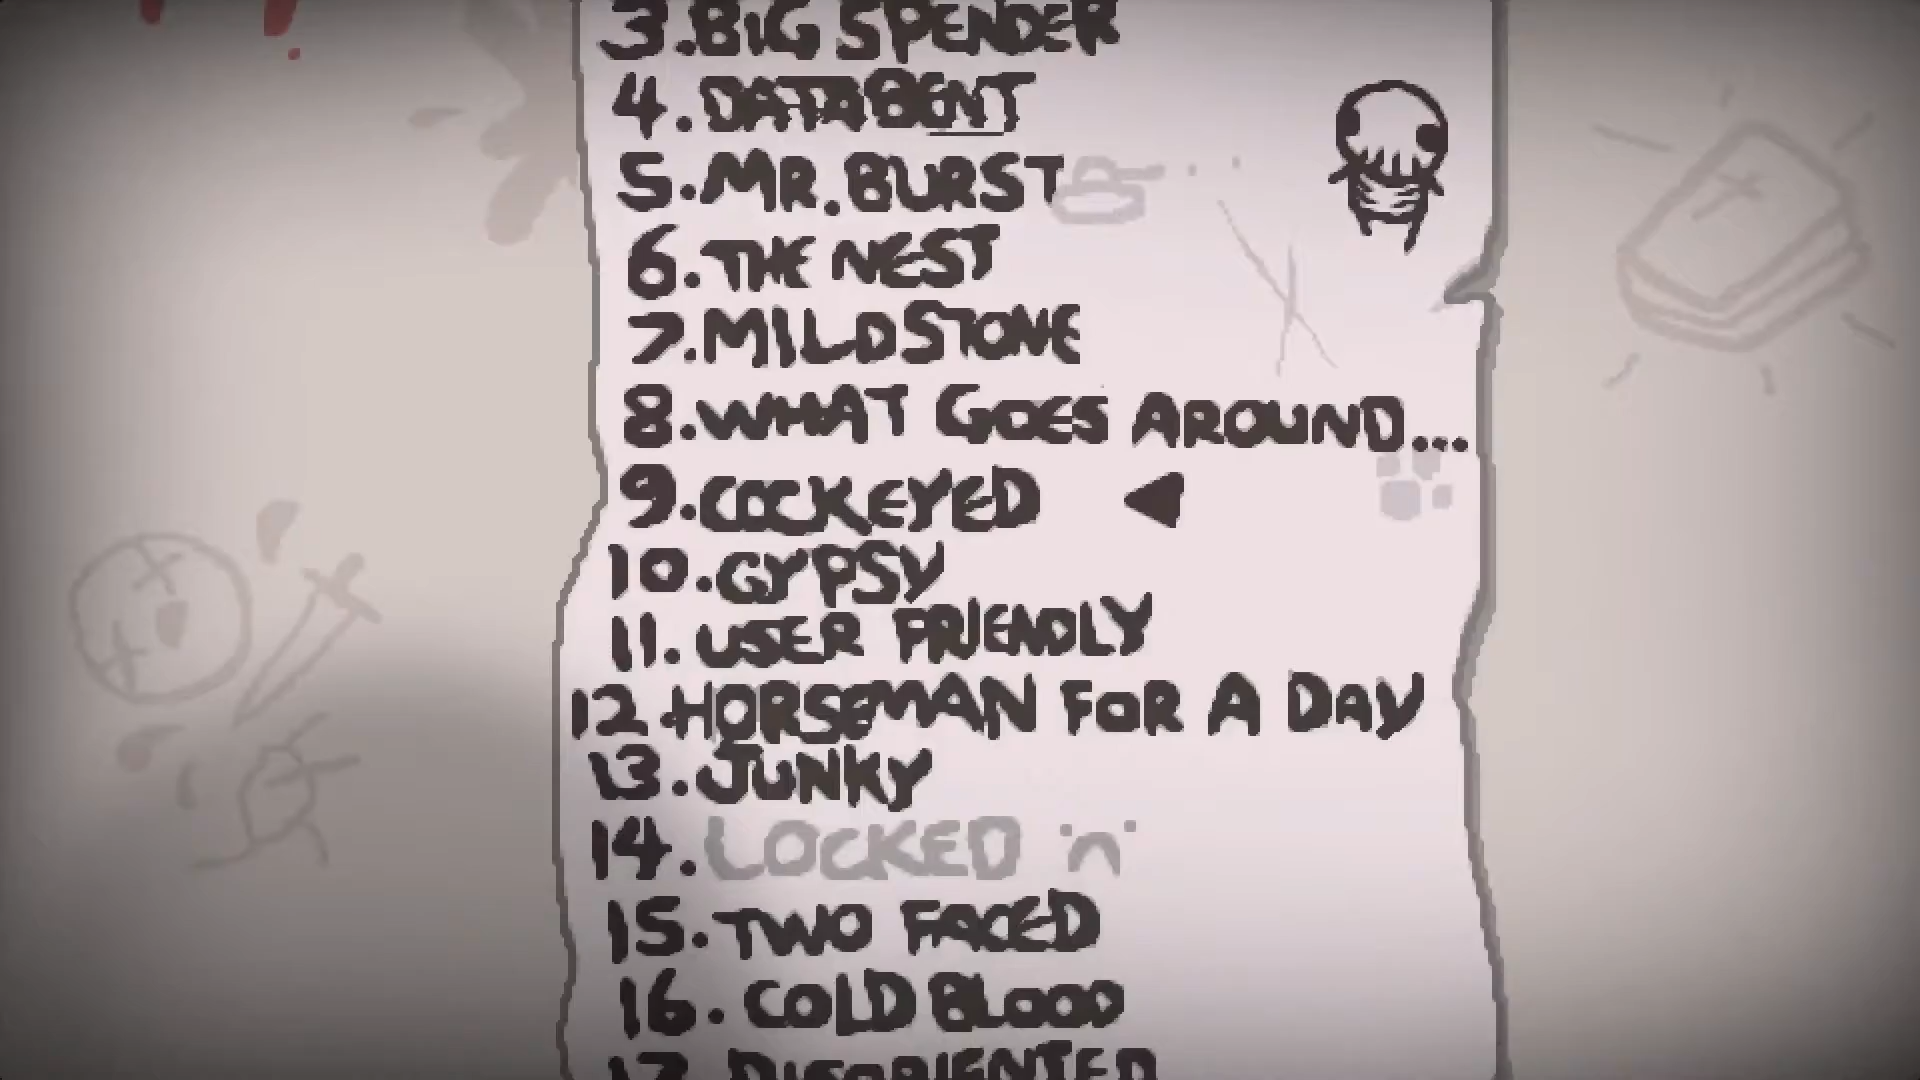 3.BIG SPENDER
4.DATABENT
5.MR.BURST
6.THE NEST
7.MILDSTONE
8.WHAT GOES AROUND...
9.COCKEYED
10.GYPSY
11.USER FRIENDLY
12.HORSEMAN FOR A DAY
13.JUNKY
14.LOCKED
15.TWO FACED
16.COLD BLOOD
17.DISORIENTED